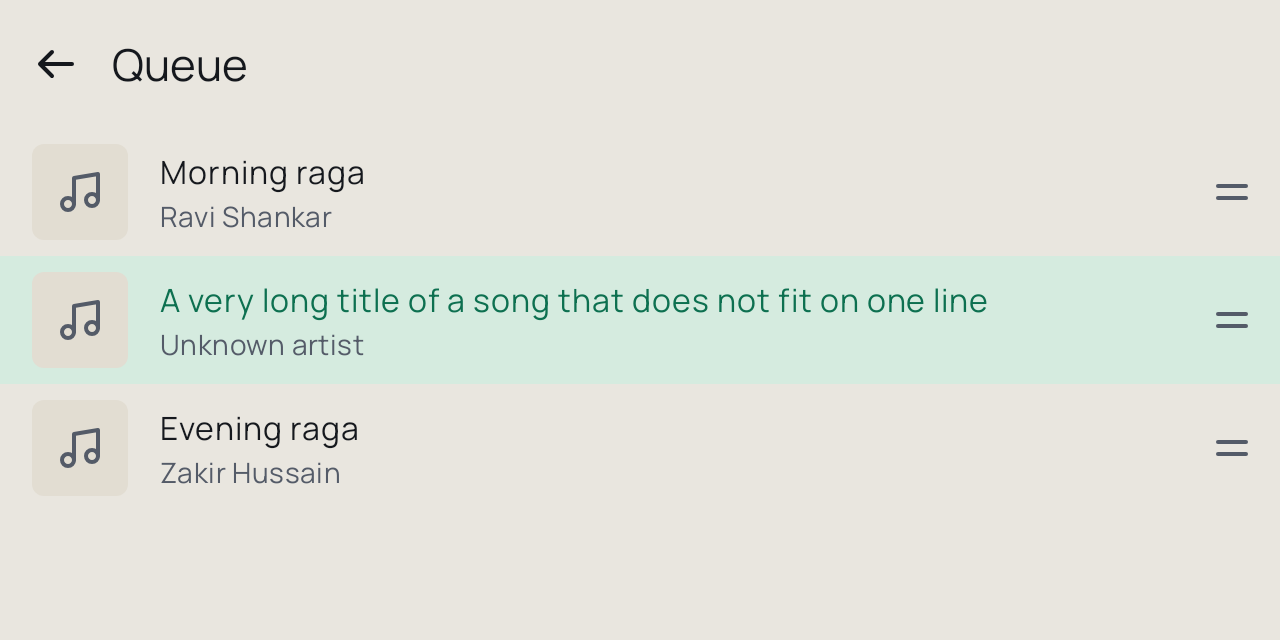 Queue
Morning raga
Ravi Shankar
A very long title of a song that does not fit on one line
Unknown artist
Evening raga
Zakir Hussain